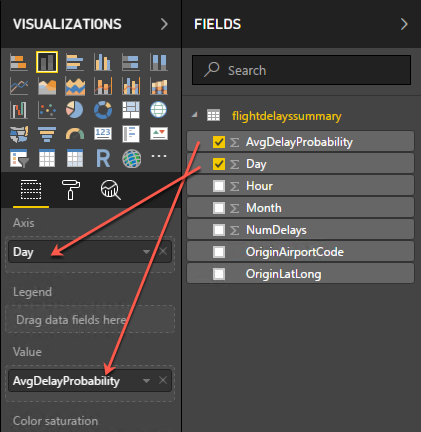 VISUALIZATIONS
FIELDS
Search
flightdelayssummary
AvgDelayProbability
Day
Hour
Month
NumDelays
OriginAirportCode
OriginLatLong
123
R
Axis
Day
Legend
Drag data fields here
Value
AvgDelayProbability
Color saturation